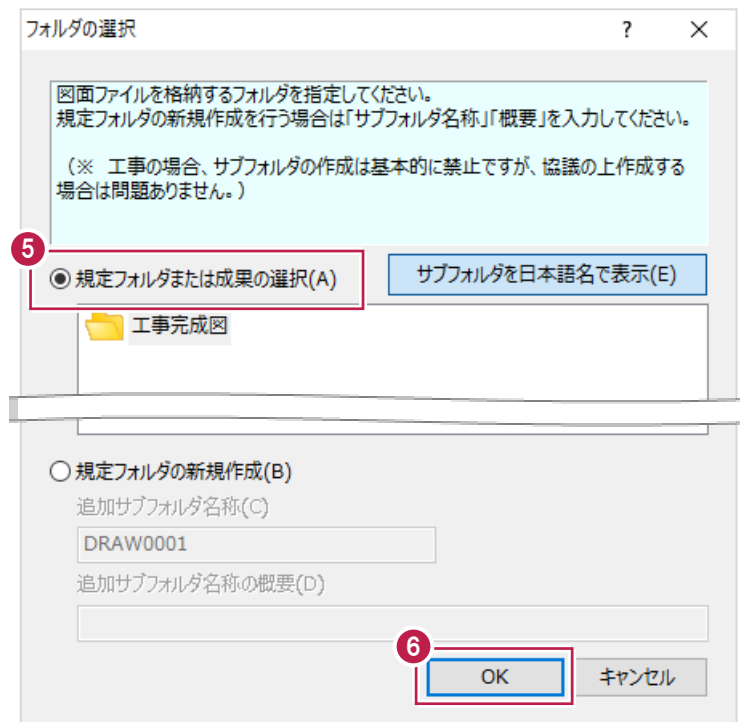 フォルダの選択 ? ×
図面ファイルを格納するフォルダを指定してください。
規定フォルダの新規作成を行う場合は「サブフォルダ名称」「概要」を入力してください。
（※　工事の場合、サブフォルダの作成は基本的に禁止ですが、協議の上作成する
場合は問題ありません。）
5
規定フォルダまたは成果の選択(A)
サブフォルダを日本語名で表示(E)
工事完成図
規定フォルダの新規作成(B)
追加サブフォルダ名称(C)
DRAW0001
追加サブフォルダ名称の概要(D)
6
OK
キャンセル